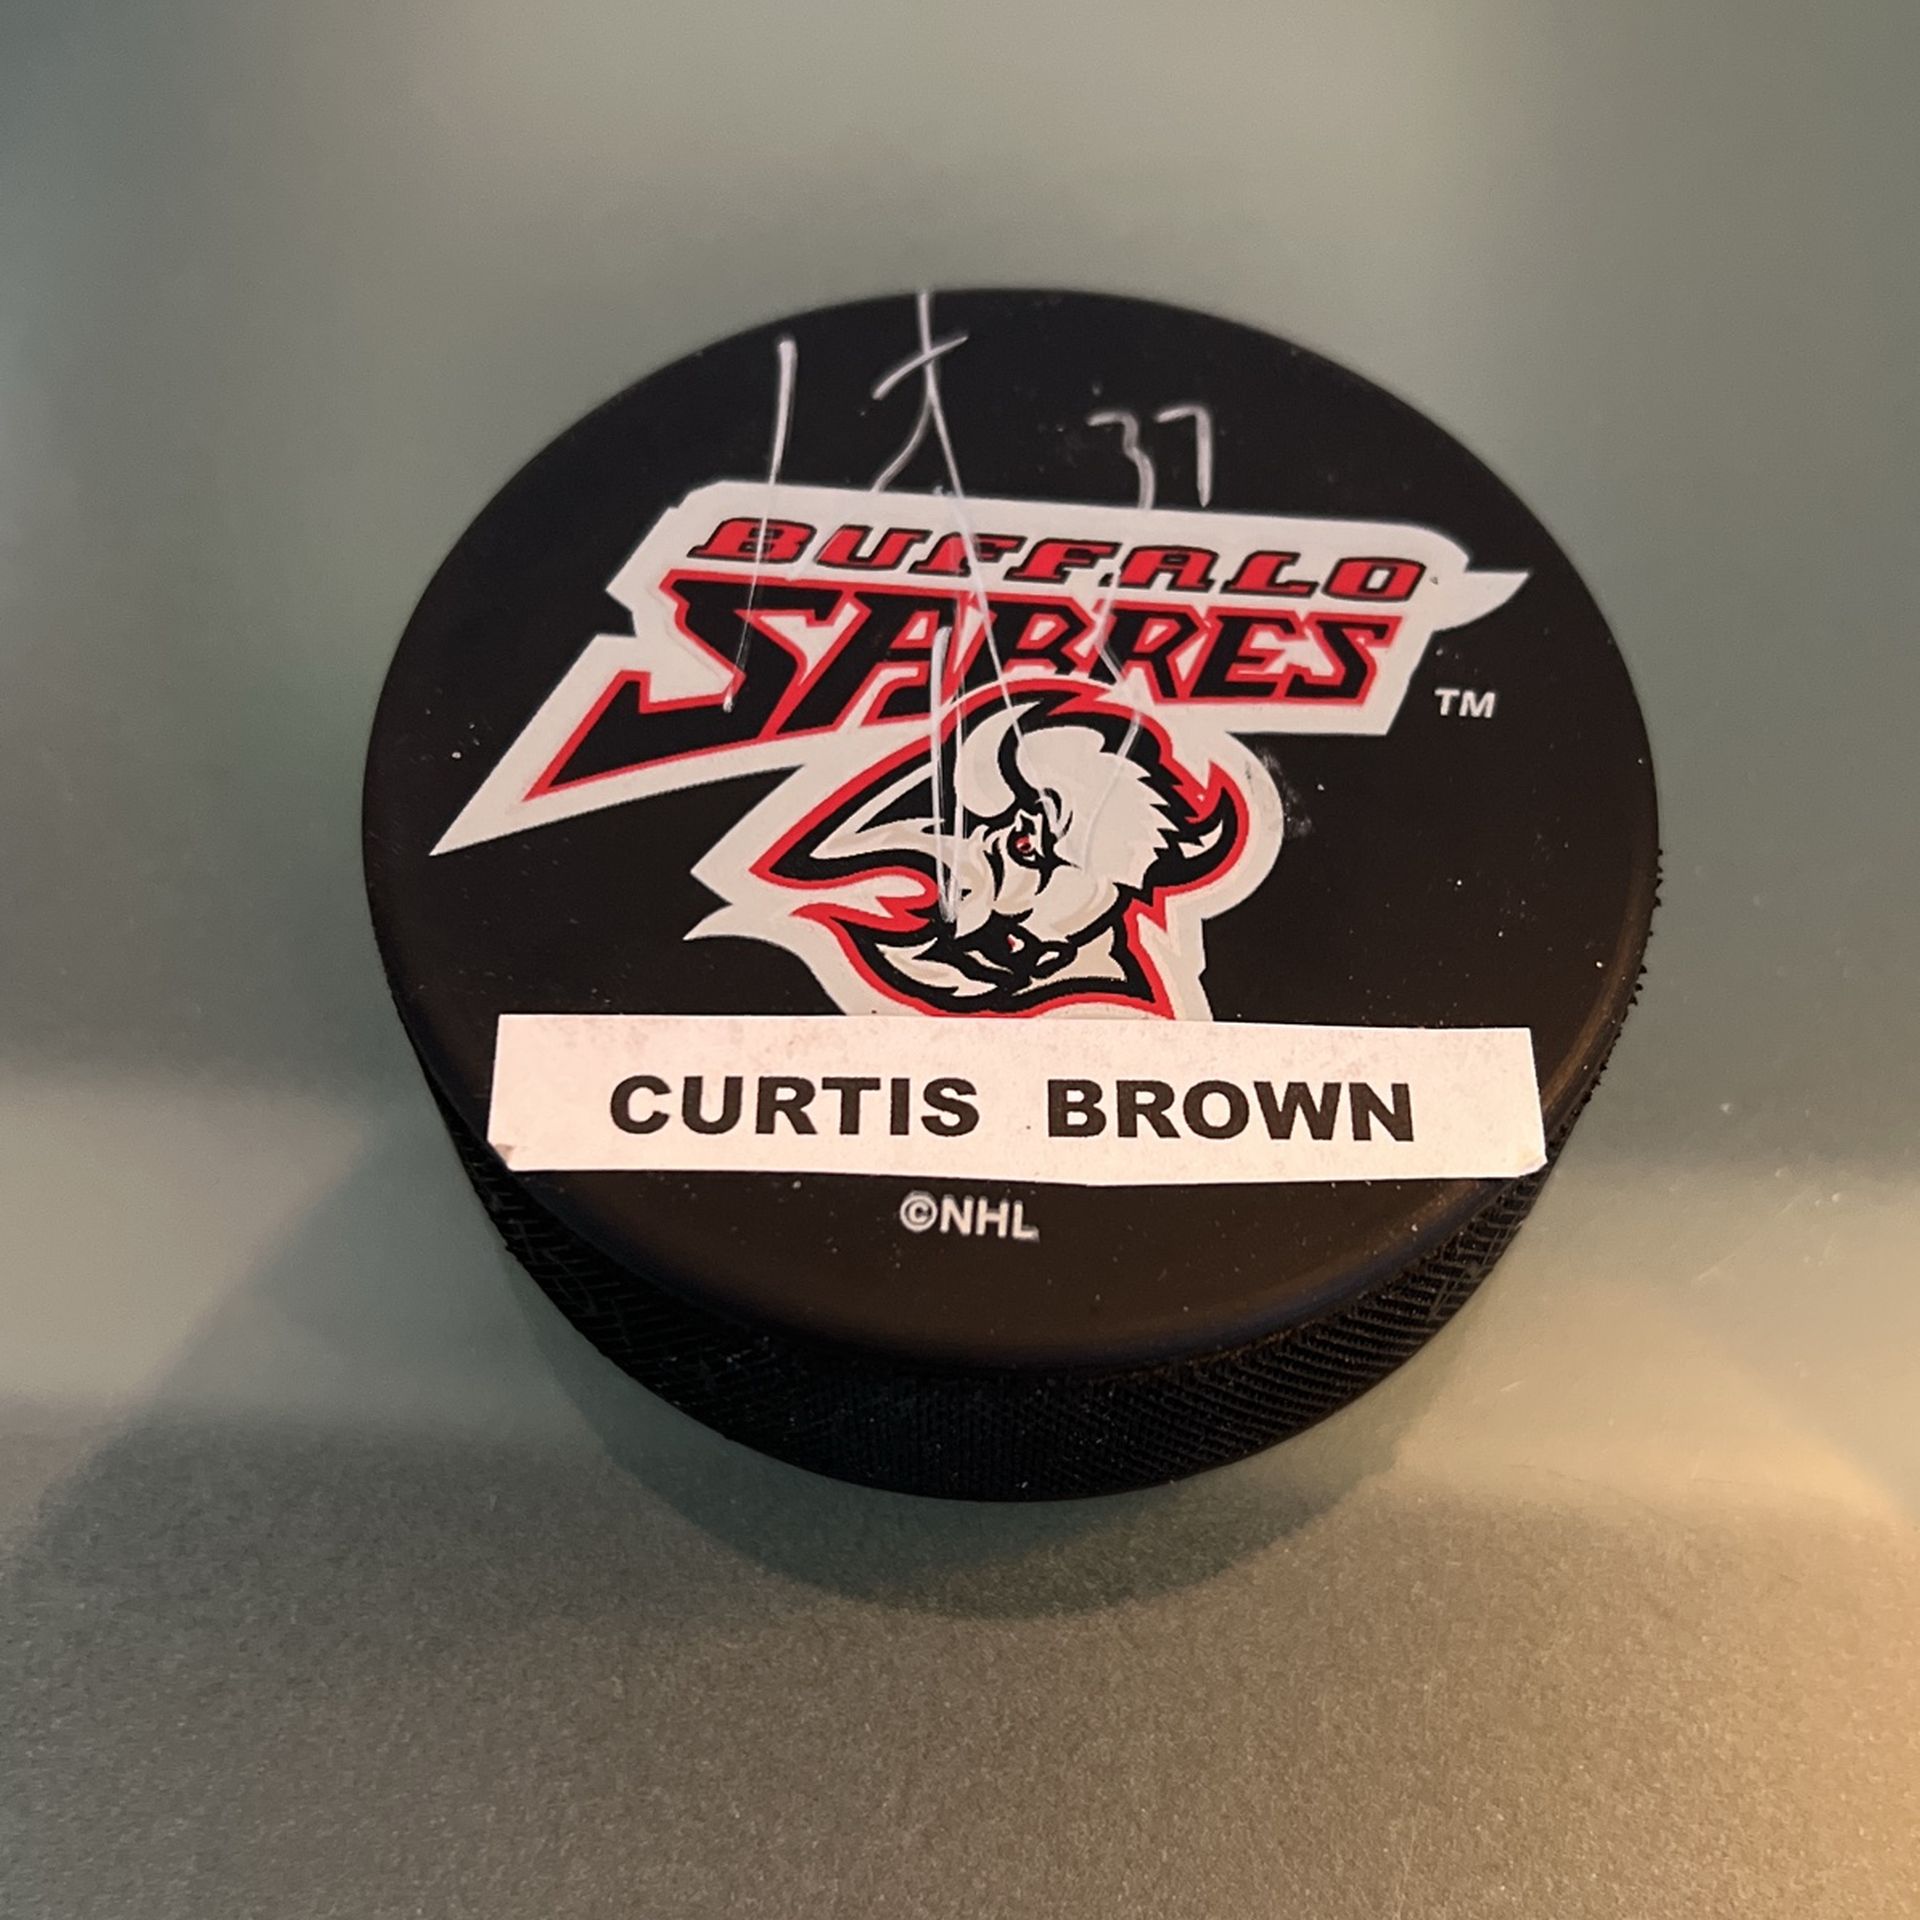 37
BUFFALO
SABRES
TM
CURTIS BROWN
©NHL